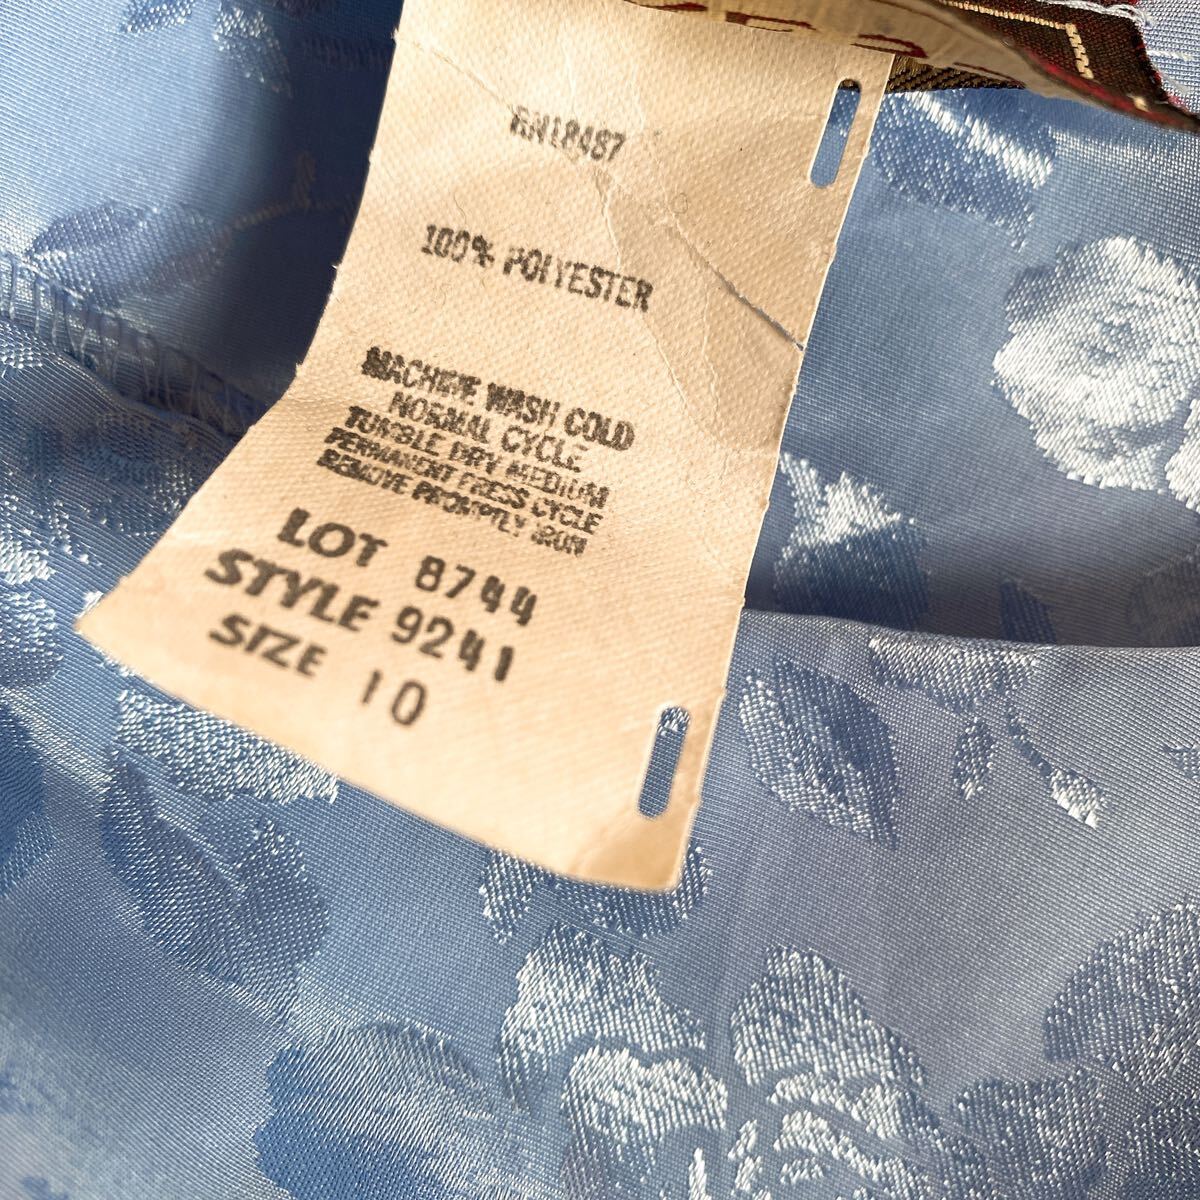 RN18487
100% POLYESTER
MACHINE WASH COLD
NORMAL CYCLE
TUMBLE DRY MEDIUM
PERMANENT PRESS CYCLE
REMOVE PROMPTLY IRON
LOT 8744
STYLE 9241
SIZE 10